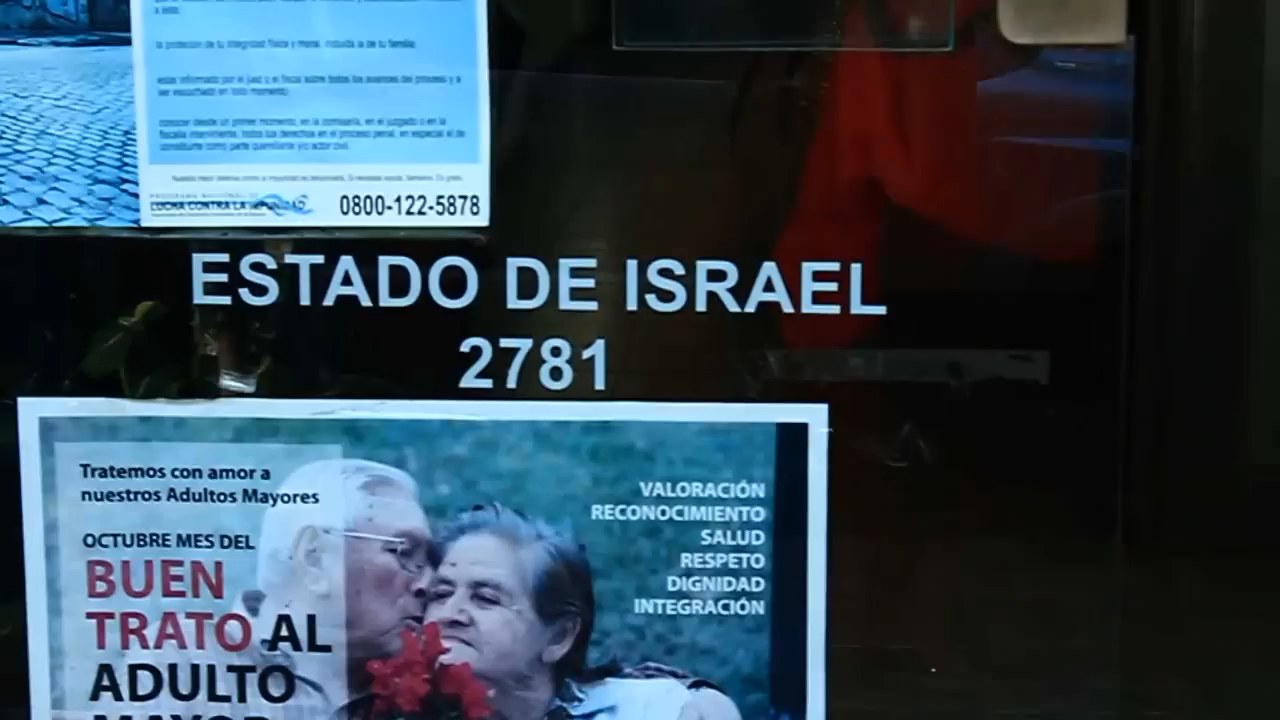 la protección de tu integridad física y moral, incluida la de tu familia.
estar informado por el juez y el fiscal sobre todos los avances del proceso y a
ser escuchado en todo momento.
conocer desde un primer momento, en la comisaría, en el juzgado o en la
fiscalía interviniente, todos tus derechos en el proceso penal, en especial el de
constituirte como parte querellante y/o actor civil.
LUCHA CONTRA LA IMPUNIDAD
0800-122-5878
ESTADO DE ISRAEL
2781
Tratemos con amor a
nuestros Adultos Mayores
OCTUBRE MES DEL
BUEN
TRATO AL
ADULTO
MAYOR
VALORACIÓN
RECONOCIMIENTO
SALUD
RESPETO
DIGNIDAD
INTEGRACIÓN